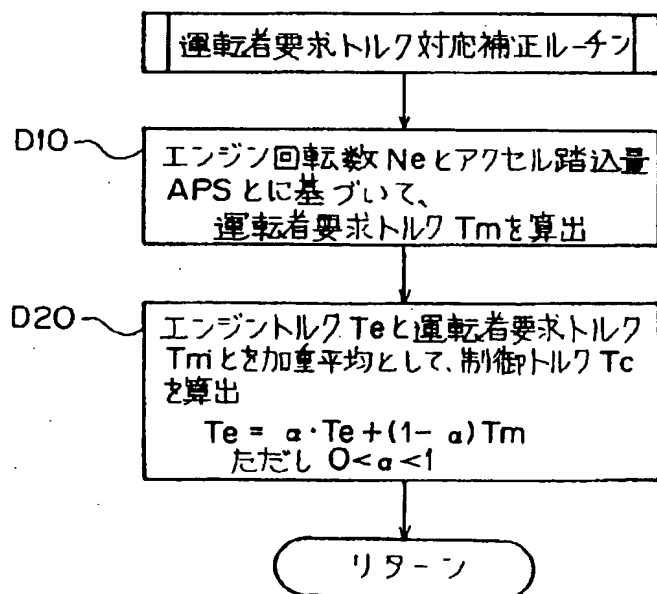 運転者要求トルク対応補正ルーチン
D10
エンジン回転数 Neとアクセル踏込量
APSとに基づいて、
運転者要求トルク Tmを算出
D20
エンジントルク Teと運転者要求トルク
Tmとを加重平均として、制御トルク Tc
を算出
Te = α・Te+(1- α)Tm
ただし 0<α<1
リターン